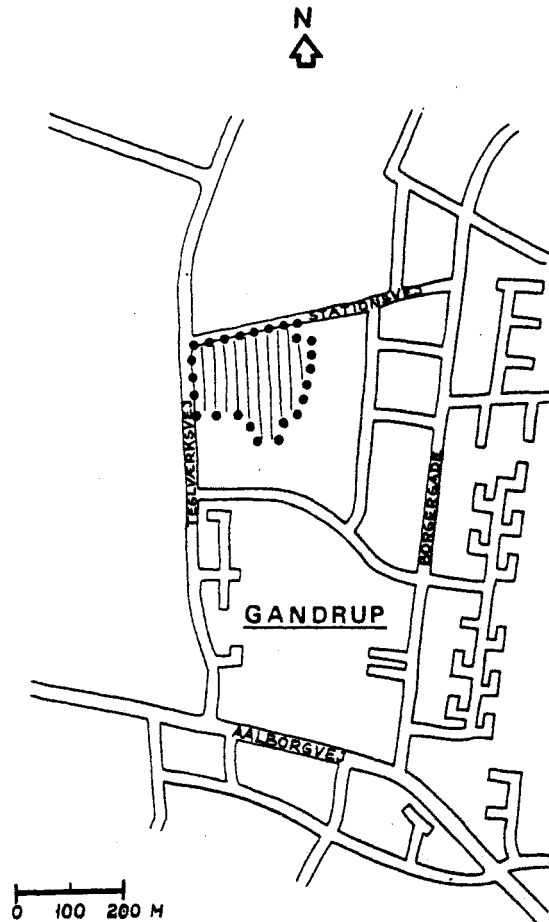 N
STATIONSVEJ
TEGLVÆRKSVEJ
BORGERGADE
GANDRUP
AALBORGVEJ
0 100 200 M